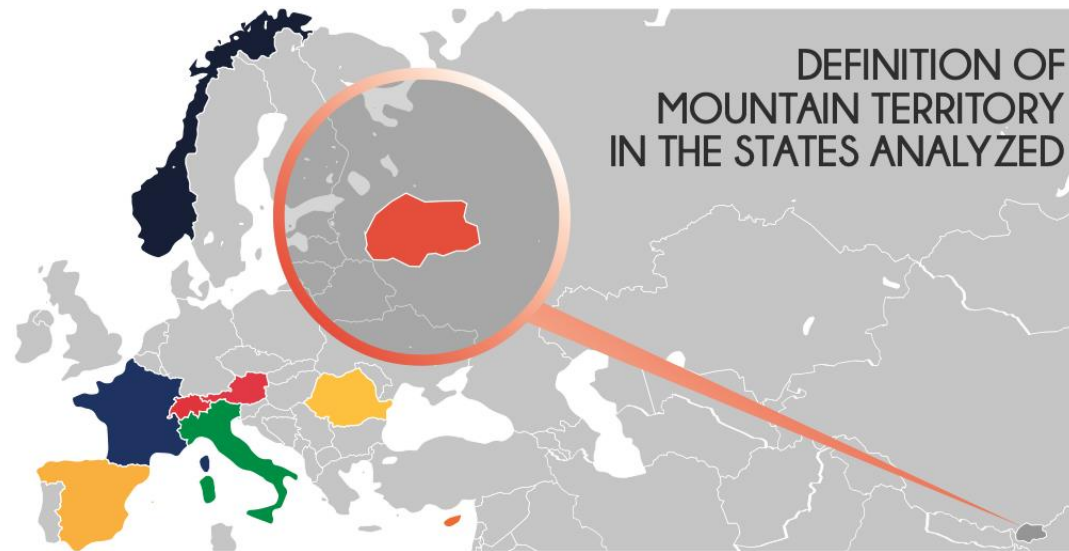 DEFINITION OF
MOUNTAIN TERRITORY
IN THE STATES ANALYZED